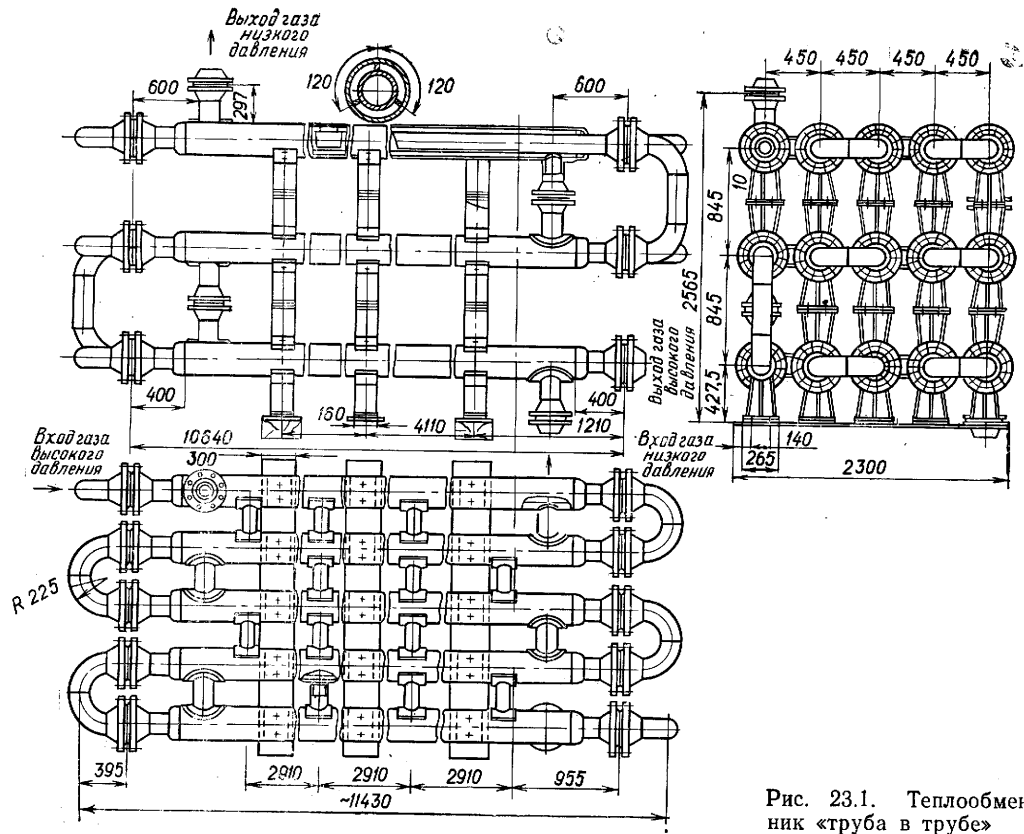 Выход газа
низкого
давления
120
120
600
297
600
450
450
450
450
10
845
845
2565
427,5
Выход газа
высокого
давления
400
160
4110
400
1210
10640
Вход газа
высокого
давления
300
Вход газа
низкого
давления
140
265
2300
R 225
395
2910
2910
2910
955
~11430
Рис. 23.1. Теплообмен
ник «труба в трубе»